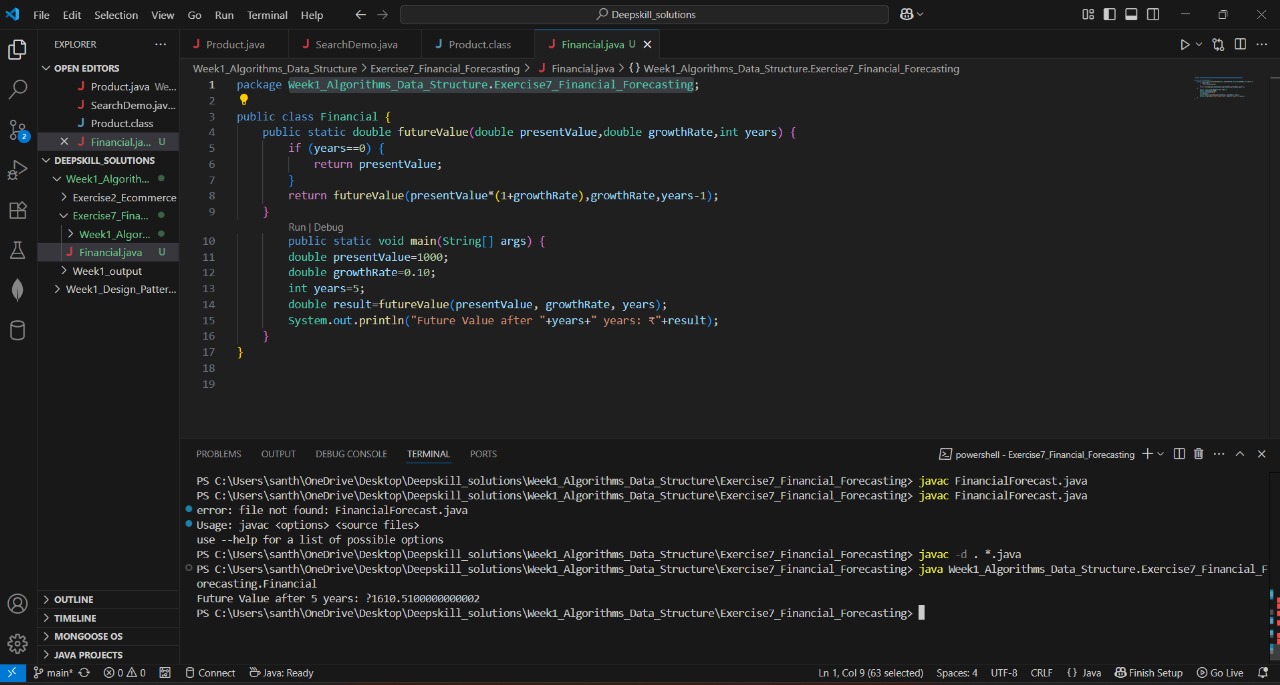 File Edit Selection View Go Run Terminal Help Deepskill_solutions
EXPLORER
OPEN EDITORS
Product.java We...
SearchDemo.jav...
Product.class
Financial.ja... U
DEEPSKILL_SOLUTIONS
Week1_Algorith...
Exercise2_Ecommerce
Exercise7_Fina...
Week1_Algor...
Financial.java U
Week1_output
Week1_Design_Patter...
OUTLINE
TIMELINE
MONGOOSE OS
JAVA PROJECTS
2
Product.java SearchDemo.java Product.class Financial.java U
Week1_Algorithms_Data_Structure > Exercise7_Financial_Forecasting > Financial.java > {} Week1_Algorithms_Data_Structure.Exercise7_Financial_Forecasting
1 package Week1_Algorithms_Data_Structure.Exercise7_Financial_Forecasting;
2
3 public class Financial {
4 public static double futureValue(double presentValue,double growthRate,int years) {
5 if (years==0) {
6 return presentValue;
7 }
8 return futureValue(presentValue*(1+growthRate),growthRate,years-1);
9 }
Run | Debug
10 public static void main(String[] args) {
11 double presentValue=1000;
12 double growthRate=0.10;
13 int years=5;
14 double result=futureValue(presentValue, growthRate, years);
15 System.out.println("Future Value after "+years+" years: ₹"+result);
16 }
17 }
18
19
PROBLEMS OUTPUT DEBUG CONSOLE TERMINAL PORTS powershell - Exercise7_Financial_Forecasting
PS C:\Users\santh\OneDrive\Desktop\Deepskill_solutions\Week1_Algorithms_Data_Structure\Exercise7_Financial_Forecasting> javac FinancialForecast.java
PS C:\Users\santh\OneDrive\Desktop\Deepskill_solutions\Week1_Algorithms_Data_Structure\Exercise7_Financial_Forecasting> javac FinancialForecast.java
error: file not found: FinancialForecast.java
Usage: javac <options> <source files>
use --help for a list of possible options
PS C:\Users\santh\OneDrive\Desktop\Deepskill_solutions\Week1_Algorithms_Data_Structure\Exercise7_Financial_Forecasting> javac -d . *.java
PS C:\Users\santh\OneDrive\Desktop\Deepskill_solutions\Week1_Algorithms_Data_Structure\Exercise7_Financial_Forecasting> java Week1_Algorithms_Data_Structure.Exercise7_Financial_F
orecasting.Financial
Future Value after 5 years: ?1610.5100000000002
PS C:\Users\santh\OneDrive\Desktop\Deepskill_solutions\Week1_Algorithms_Data_Structure\Exercise7_Financial_Forecasting>
main* 0 0 Connect Java: Ready Ln 1, Col 9 (63 selected) Spaces: 4 UTF-8 CRLF {} Java Finish Setup Go Live